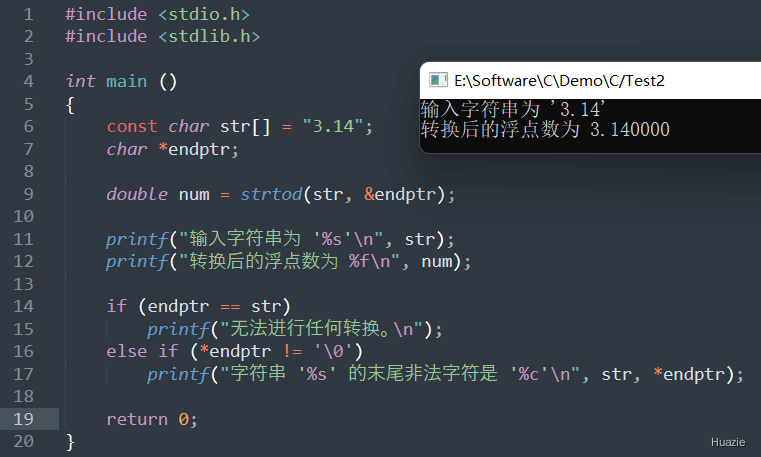 1 #include <stdio.h>
2 #include <stdlib.h>
3
4 int main ()
5 {
6     const char str[] = "3.14";
7     char *endptr;
8
9     double num = strtod(str, &endptr);
10
11     printf("输入字符串为 '%s'\n", str);
12     printf("转换后的浮点数为 %f\n", num);
13
14     if (endptr == str)
15         printf("无法进行任何转换。\n");
16     else if (*endptr != '\0')
17         printf("字符串 '%s' 的末尾非法字符是 '%c'\n", str, *endptr);
18
19     return 0;
20 }
E:\Software\C\Demo\C/Test2
输入字符串为 '3.14'
转换后的浮点数为 3.140000
Huazie